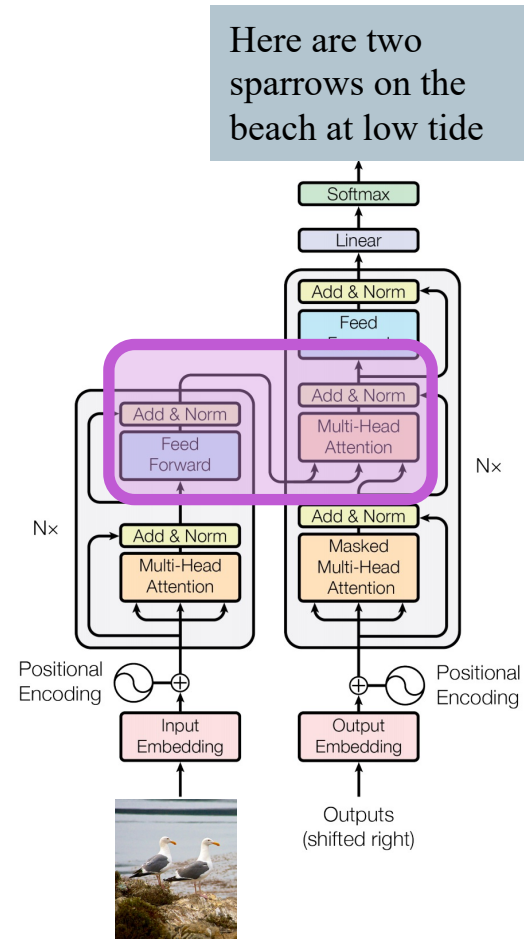 Here are two
sparrows on the
beach at low tide
Softmax
Linear
Add & Norm
Feed
Forward
Add & Norm
Multi-Head
Attention
Add & Norm
Feed
Forward
N×
N×
Add & Norm
Masked
Multi-Head
Attention
Add & Norm
Multi-Head
Attention
Positional
Encoding
Positional
Encoding
Input
Embedding
Output
Embedding
Outputs
(shifted right)